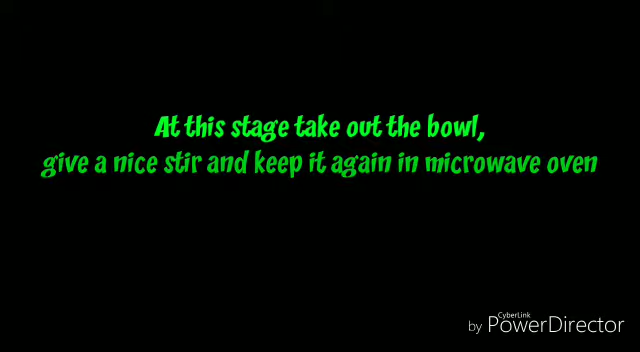 At this stage take out the bowl,
give a nice stir and keep it again in microwave oven
CyberLink
by PowerDirector